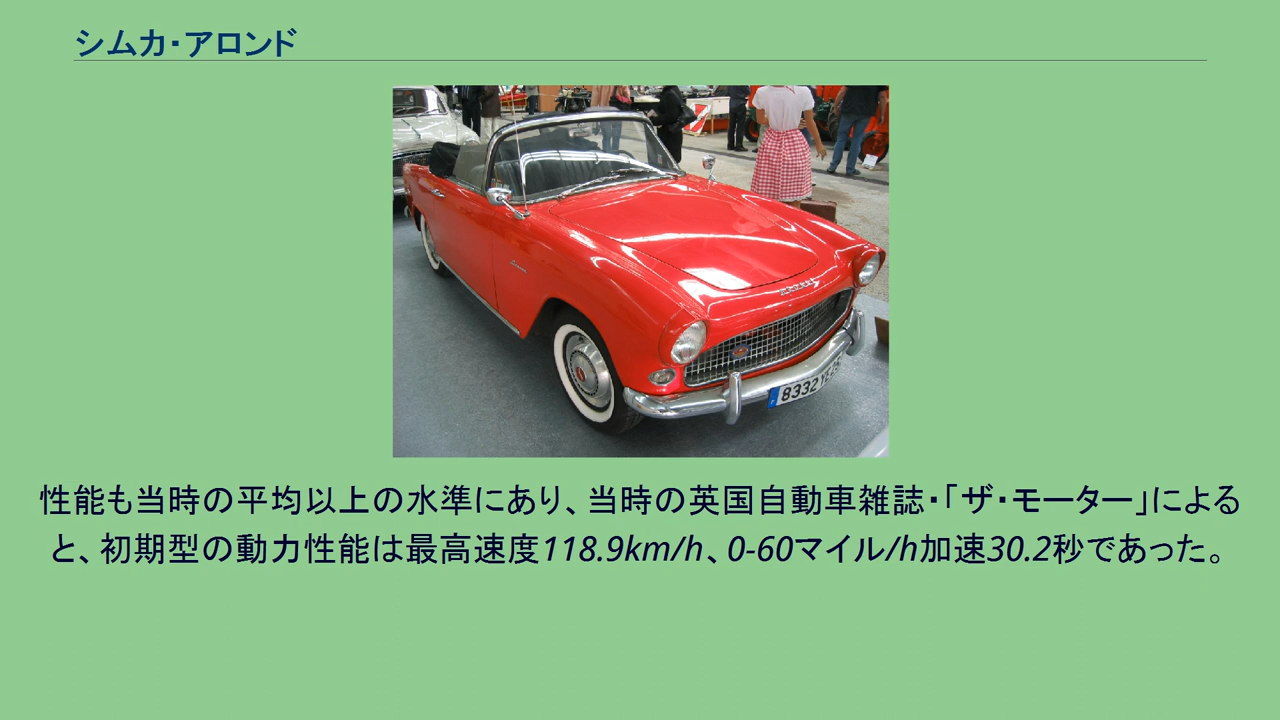 シムカ・アロンド
8332 YE
性能も当時の平均以上の水準にあり、当時の英国自動車雑誌・「ザ・モーター」による
と、初期型の動力性能は最高速度118.9km/h、0-60マイル/h加速30.2秒であった。